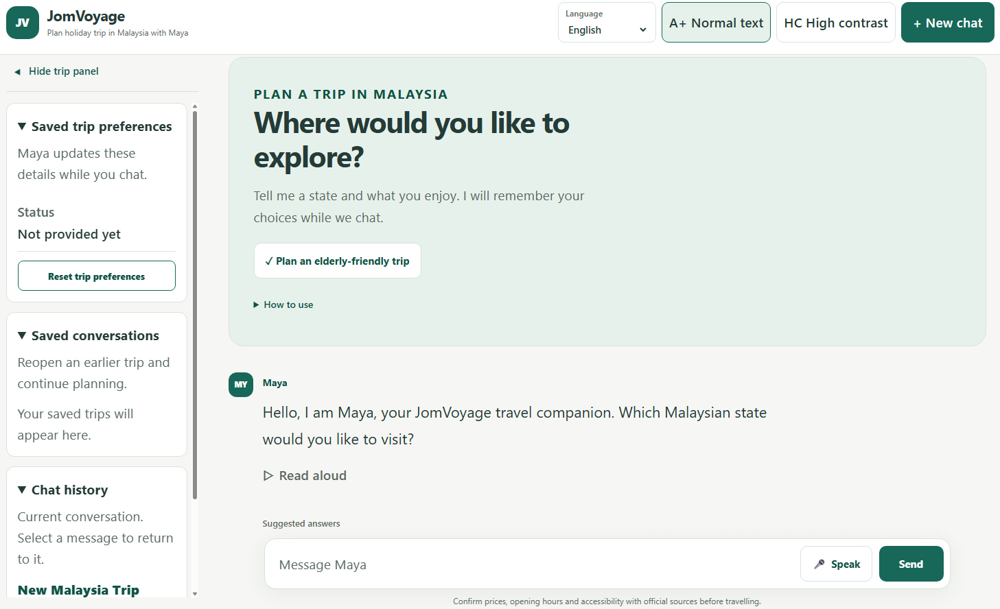 JV
JomVoyage
Plan holiday trip in Malaysia with Maya
Language
English
A+ Normal text
HC High contrast
+ New chat
◄ Hide trip panel
▼ Saved trip preferences
Maya updates these
details while you chat.
Status
Not provided yet
Reset trip preferences
▼ Saved conversations
Reopen an earlier trip and
continue planning.
Your saved trips will
appear here.
▼ Chat history
Current conversation.
Select a message to return
to it.
New Malaysia Trip
PLAN A TRIP IN MALAYSIA
Where would you like to
explore?
Tell me a state and what you enjoy. I will remember your
choices while we chat.
✓ Plan an elderly-friendly trip
► How to use
MY
Maya
Hello, I am Maya, your JomVoyage travel companion. Which Malaysian state
would you like to visit?
▷ Read aloud
Suggested answers
Message Maya
🎤 Speak
Send
Confirm prices, opening hours and accessibility with official sources before travelling.